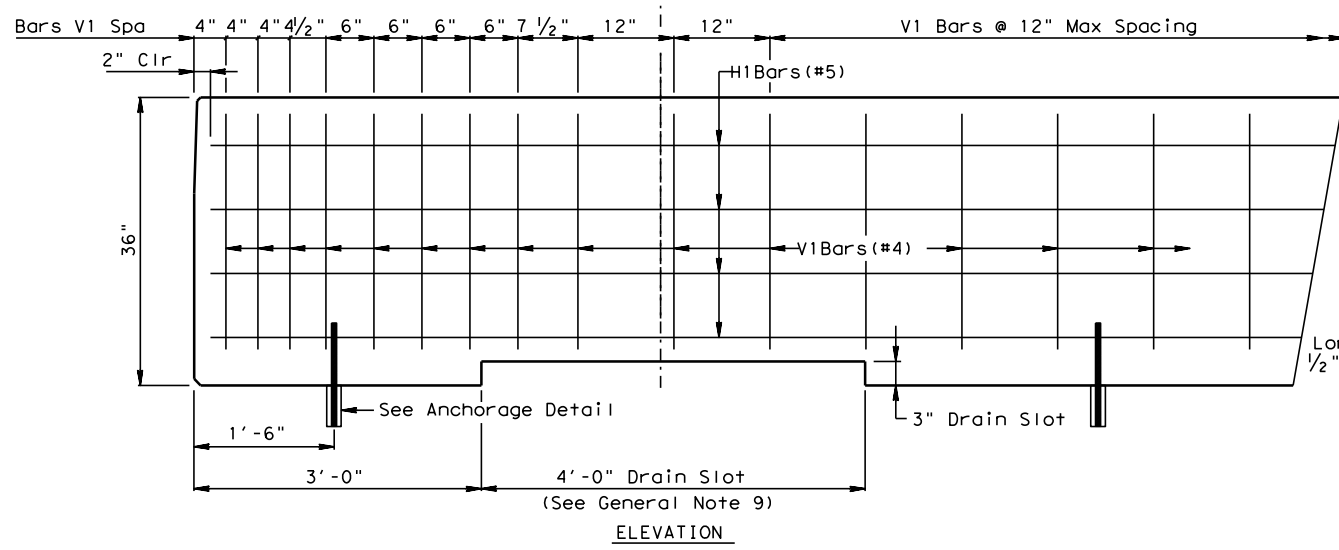 Bars V1 Spa 4" 4" 4" 4½" 6" 6" 6" 6" 7 ½" 12" 12" V1 Bars @ 12" Max Spacing
2" Clr
H1Bars(#5)
36"
V1Bars(#4)
½"
See Anchorage Detail
3" Drain Slot
1'-6"
3'-0"
4'-0" Drain Slot
(See General Note 9)
ELEVATION